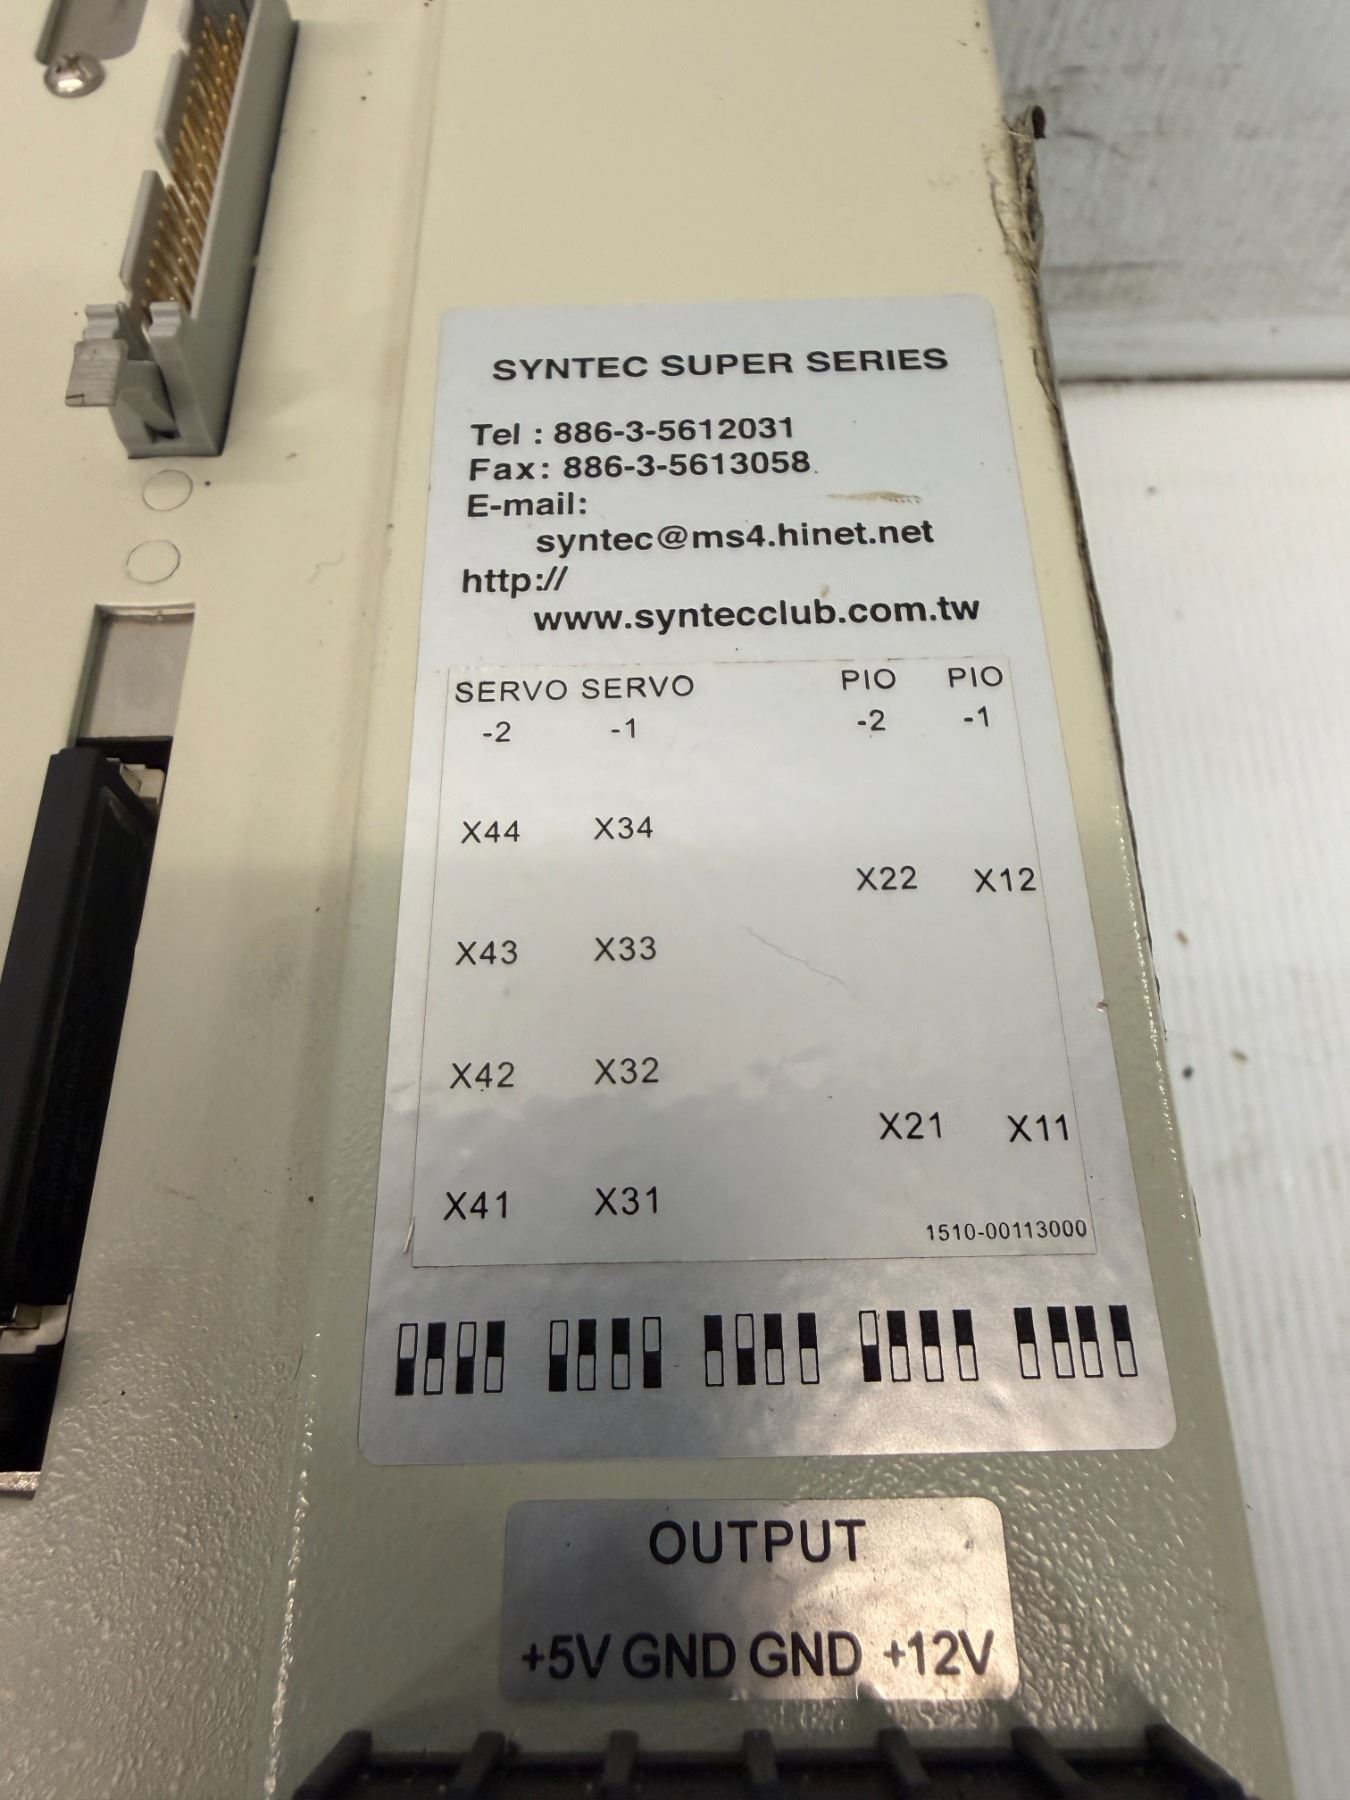 SYNTEC SUPER SERIES
Tel : 886-3-5612031
Fax: 886-3-5613058
E-mail:
syntec@ms4.hinet.net
http://
www.syntecclub.com.tw
SERVO SERVO PIO PIO
-2 -1 -2 -1
X44 X34
X22 X12
X43 X33
X42 X32
X21 X11
X41 X31
1510-00113000
OUTPUT
+5V GND GND +12V